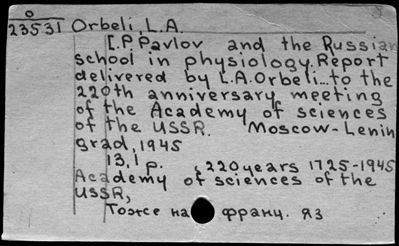 О
23531 Orbeli, L.A.
I.P.Pavlov and the Russian
school in physiology. Report
delivered by L.A.Orbeli... to the
220th anniversary meeting
of the Academy of sciences
of the USSR. Moscow-Lenin
grad, 1945
13,1 p. , 220 years 1725-1945
Academy of sciences of the
USSR,
Тоже на франц. яз